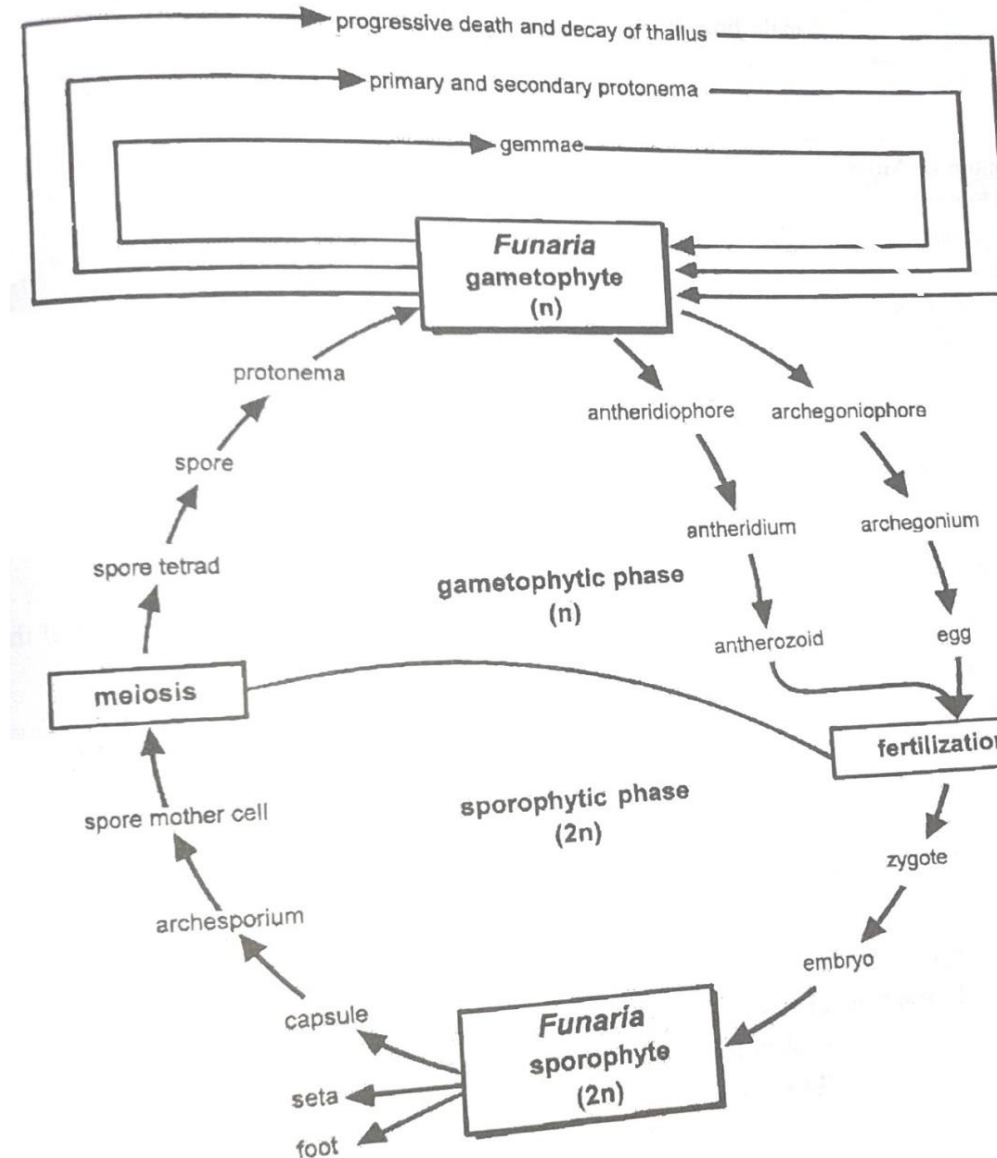 progressive death and decay of thallus
primary and secondary protonema
gemmae
Funaria
gametophyte
(n)
protonema
antheridiophore
archegoniophore
spore
antheridium
archegonium
spore tetrad
gametophytic phase
(n)
antherozoid
egg
meiosis
fertilization
sporophytic phase
(2n)
spore mother cell
zygote
archesporium
embryo
capsule
Funaria
sporophyte
(2n)
seta
foot